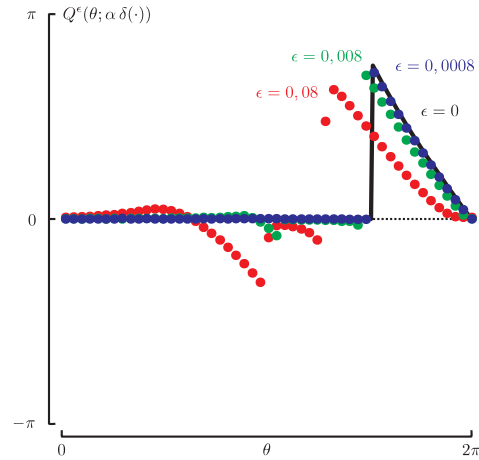 π
Q^ϵ(θ; α δ(·))
ϵ = 0, 008
ϵ = 0, 0008
ϵ = 0, 08
ϵ = 0
0
−π
0
θ
2π